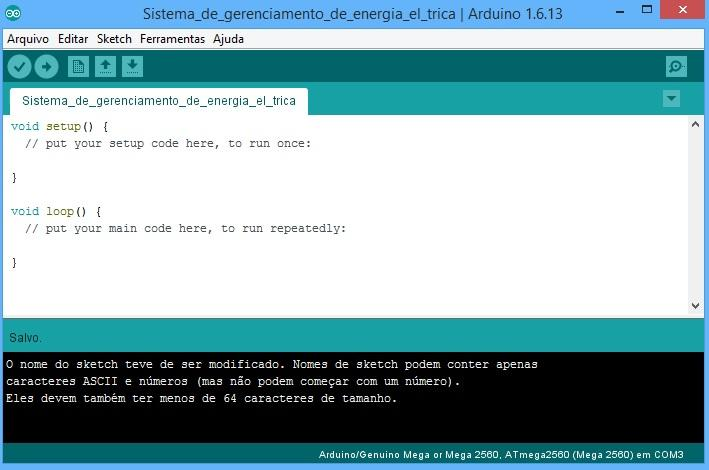 Sistema_de_gerenciamento_de_energia_el_trica | Arduino 1.6.13
Arquivo Editar Sketch Ferramentas Ajuda
Sistema_de_gerenciamento_de_energia_el_trica
void setup() {
  // put your setup code here, to run once:
}
void loop() {
  // put your main code here, to run repeatedly:
}
Salvo.
O nome do sketch teve de ser modificado. Nomes de sketch podem conter apenas
caracteres ASCII e números (mas não podem começar com um número).
Eles devem também ter menos de 64 caracteres de tamanho.
Arduino/Genuino Mega or Mega 2560, ATmega2560 (Mega 2560) em COM3